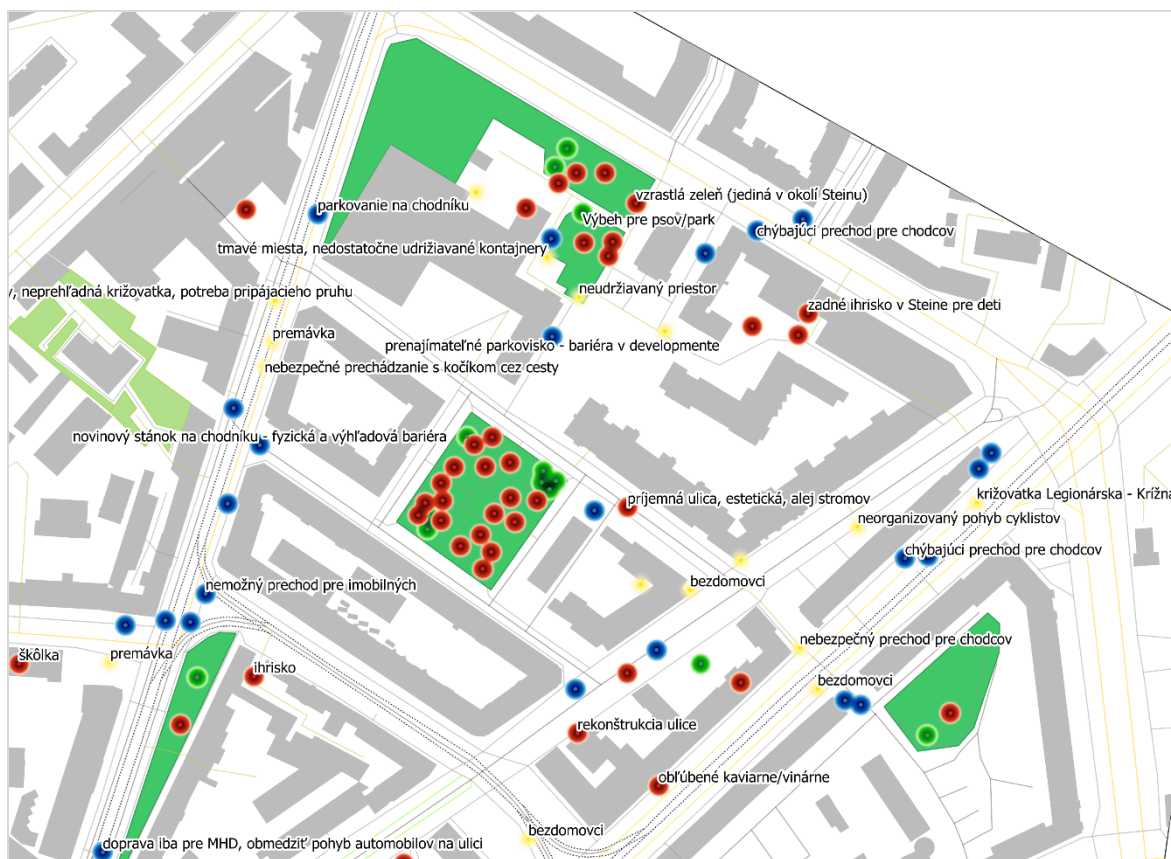 vzrastlá zeleň (jediná v okolí Steinu)
parkovanie na chodníku
Výbeh pre psov/park
chýbajúci prechod pre chodcov
tmavé miesta, nedostatočne udržiavané kontajnery
neudržiavaný priestor
, neprehľadná križovatka, potreba pripájacieho pruhu
zadné ihrisko v Steine pre deti
premávka
prenajímateľné parkovisko - bariéra v developmente
nebezpečné prechádzanie s kočíkom cez cesty
novinový stánok na chodníku - fyzická a výhľadová bariéra
príjemná ulica, estetická, alej stromov
križovatka Legionárska - Krížna
neorganizovaný pohyb cyklistov
chýbajúci prechod pre chodcov
nemožný prechod pre imobilných
bezdomovci
nebezpečný prechod pre chodcov
škôlka
premávka
ihrisko
bezdomovci
rekonštrukcia ulice
obľúbené kaviarne/vinárne
bezdomovci
doprava iba pre MHD, obmedziť pohyb automobilov na ulici